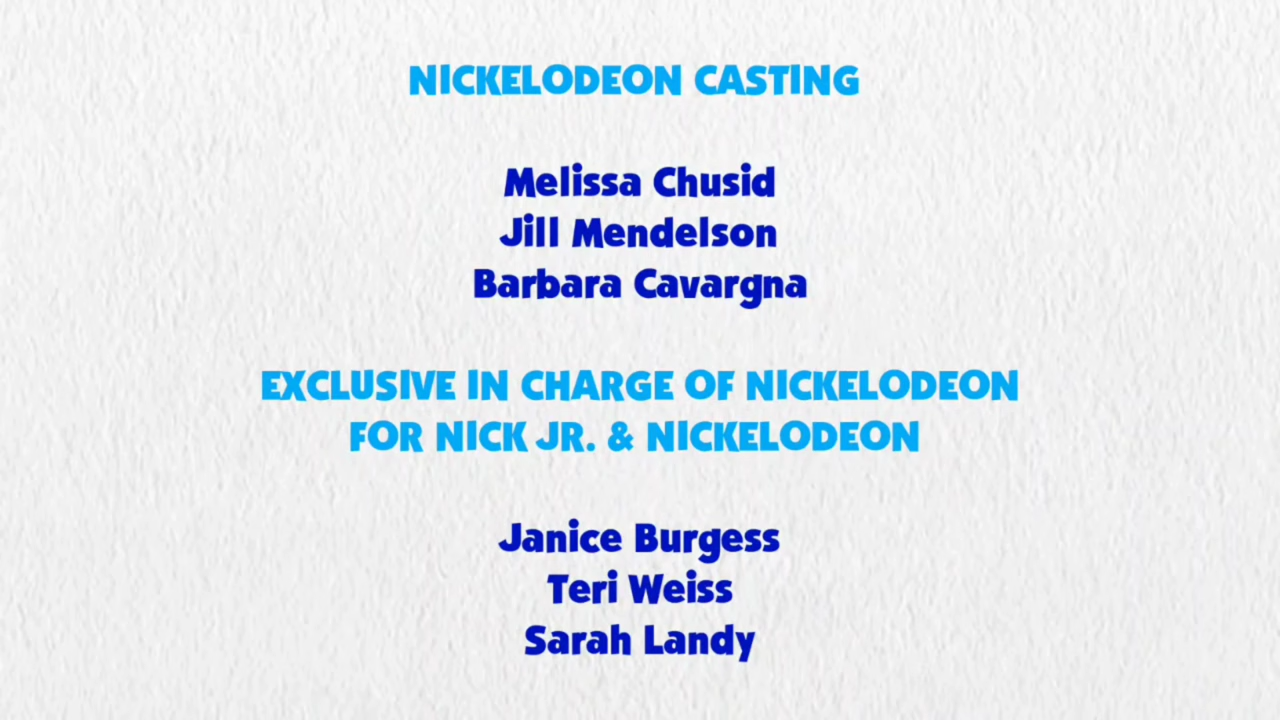 NICKELODEON CASTING
Melissa Chusid
Jill Mendelson
Barbara Cavargna
EXCLUSIVE IN CHARGE OF NICKELODEON
FOR NICK JR. & NICKELODEON
Janice Burgess
Teri Weiss
Sarah Landy